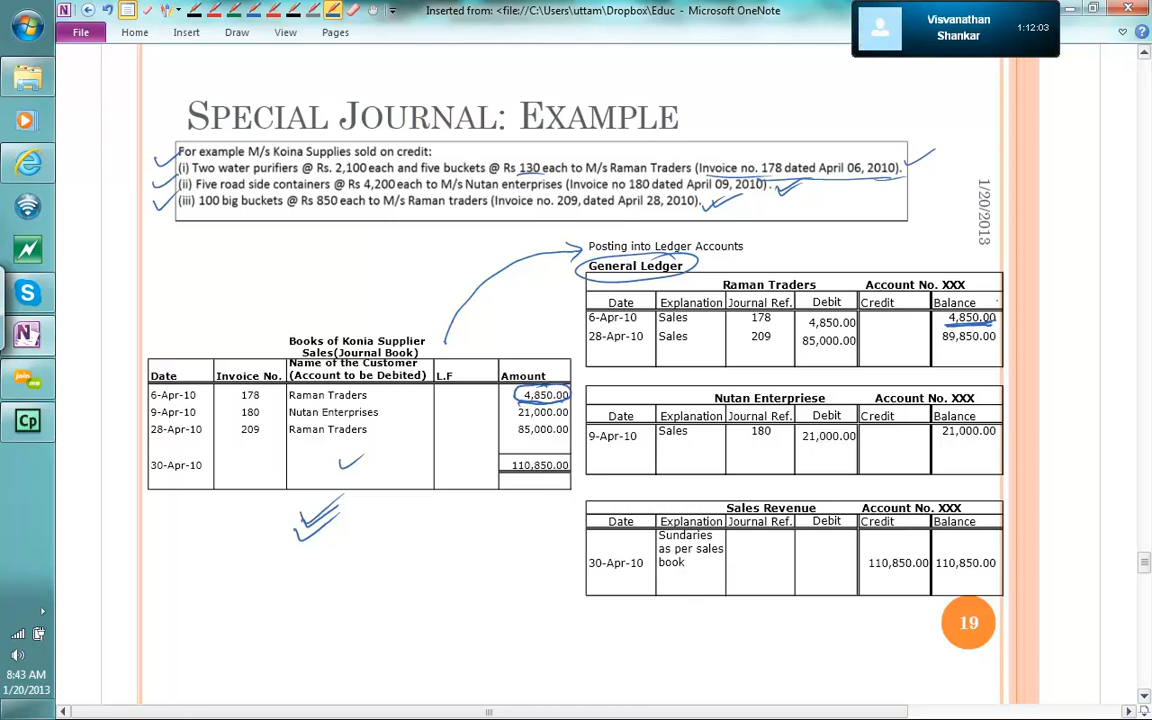 Inserted from: <file://C:\Users\uttam\Dropbox\Educ - Microsoft OneNote
File Home Insert Draw View Pages
Visvanathan Shankar 1:12:03
SPECIAL JOURNAL: EXAMPLE
For example M/s Koina Supplies sold on credit:
(i) Two water purifiers @ Rs. 2,100 each and five buckets @ Rs 130 each to M/s Raman Traders (Invoice no. 178 dated April 06, 2010).
(ii) Five road side containers @ Rs 4,200 each to M/s Nutan enterprises (Invoice no 180 dated April 09, 2010).
(iii) 100 big buckets @ Rs 850 each to M/s Raman traders (Invoice no. 209, dated April 28, 2010).
1/20/2013
Books of Konia Supplier
Sales(Journal Book)
Date Invoice No. Name of the Customer (Account to be Debited) L.F Amount
6-Apr-10 178 Raman Traders 4,850.00
9-Apr-10 180 Nutan Enterprises 21,000.00
28-Apr-10 209 Raman Traders 85,000.00
30-Apr-10 110,850.00
Posting into Ledger Accounts
General Ledger
Raman Traders Account No. XXX
Date Explanation Journal Ref. Debit Credit Balance
6-Apr-10 Sales 178 4,850.00 4,850.00
28-Apr-10 Sales 209 85,000.00 89,850.00
Nutan Enterpriese Account No. XXX
Date Explanation Journal Ref. Debit Credit Balance
9-Apr-10 Sales 180 21,000.00 21,000.00
Sales Revenue Account No. XXX
Date Explanation Journal Ref. Debit Credit Balance
30-Apr-10 Sundaries as per sales book 110,850.00 110,850.00
19
join me
Cp
8:43 AM
1/20/2013